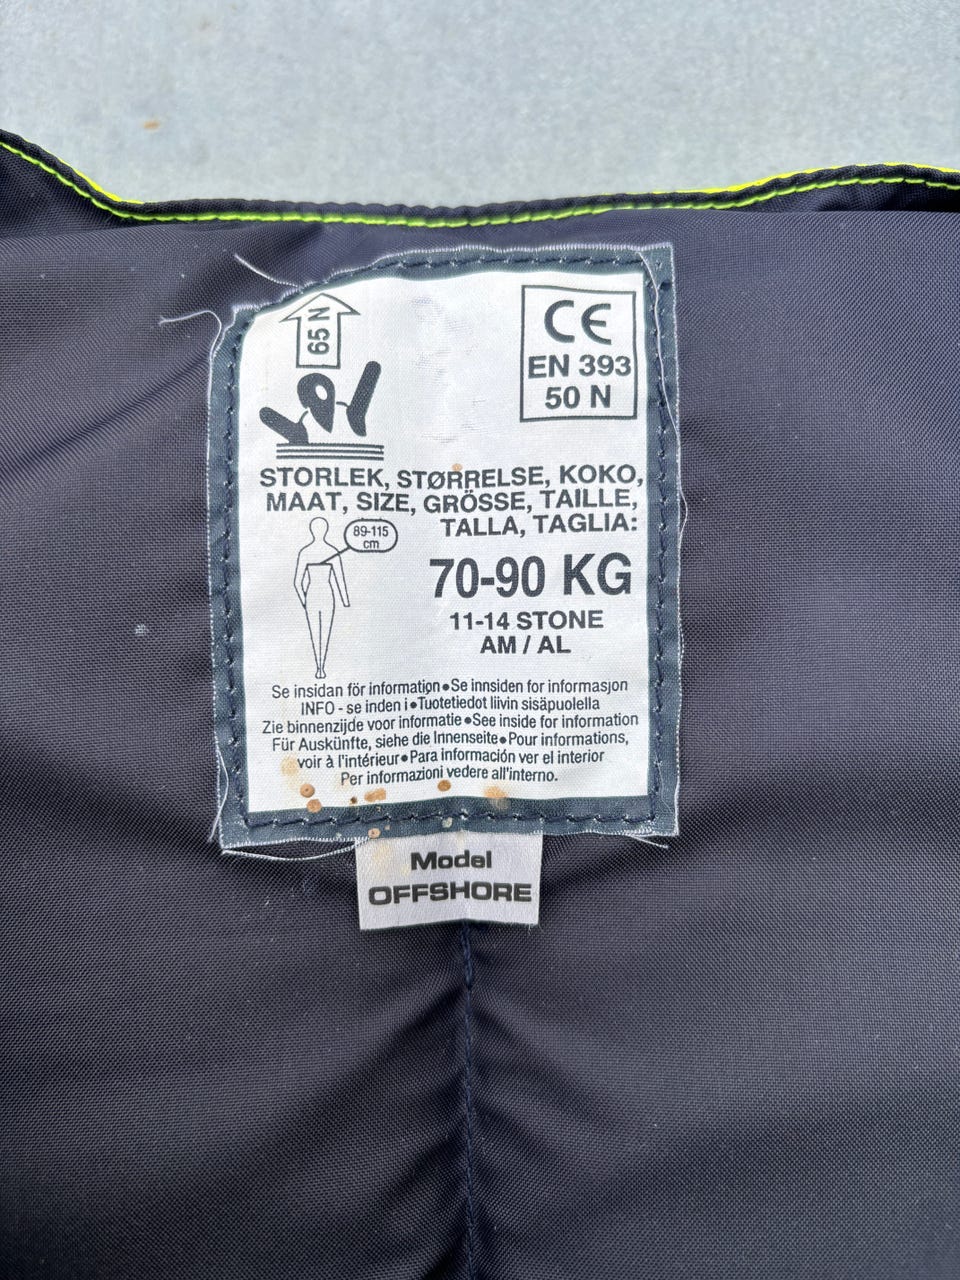 65 N
CE
EN 393
50 N
STORLEK, STØRRELSE, KOKO,
MAAT, SIZE, GRÖSSE, TAILLE,
TALLA, TAGLIA:
89-115
cm
70-90 KG
11-14 STONE
AM / AL
Se insidan för information•Se innsiden for informasjon
INFO - se inden i•Tuotetiedot liivin sisäpuolella
Zie binnenzijde voor informatie•See inside for information
Für Auskünfte, siehe die Innenseite•Pour informations,
voir à l'intérieur•Para información ver el interior
Per informazioni vedere all'interno.
Model
OFFSHORE